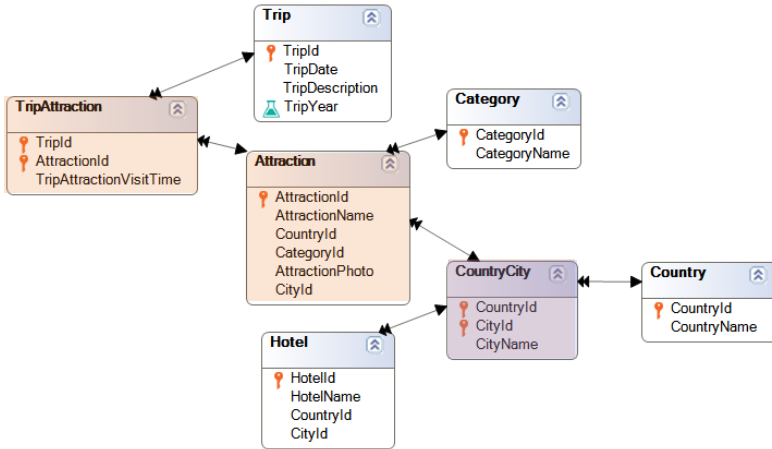 Trip
TripId
TripDate
TripDescription
TripYear
TripAttraction
TripId
AttractionId
TripAttractionVisitTime
Category
CategoryId
CategoryName
Attraction
AttractionId
AttractionName
CountryId
CategoryId
AttractionPhoto
CityId
CountryCity
CountryId
CityId
CityName
Country
CountryId
CountryName
Hotel
HotelId
HotelName
CountryId
CityId